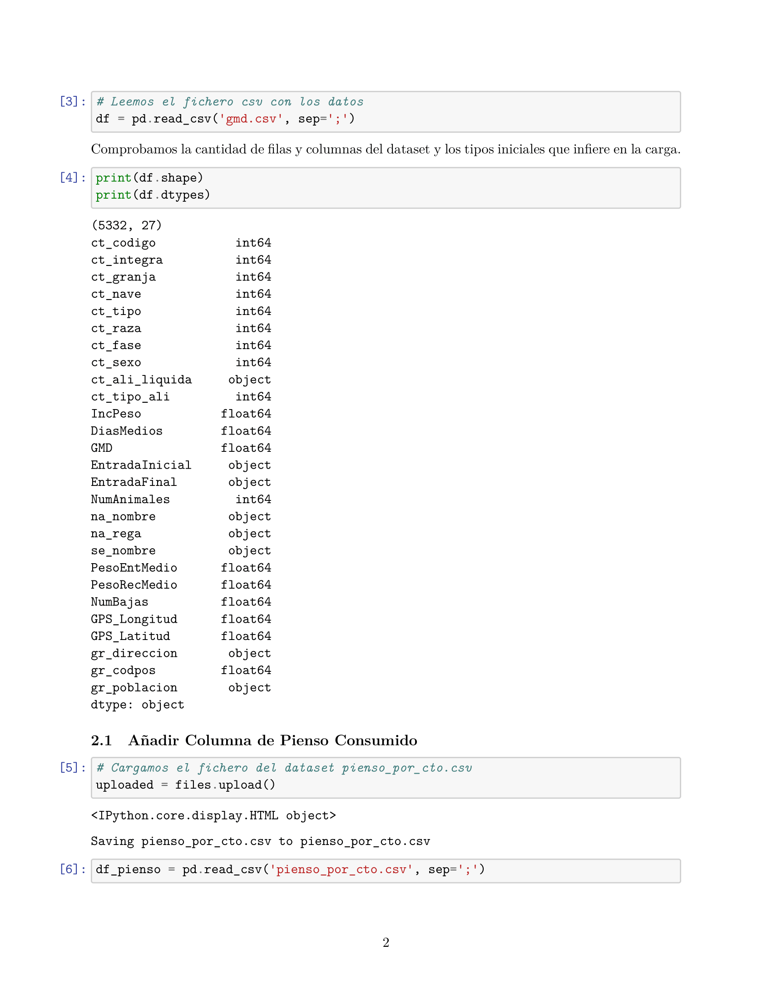 [3]: # Leemos el fichero csv con los datos
df = pd.read_csv('gmd.csv', sep=';')
Comprobamos la cantidad de filas y columnas del dataset y los tipos iniciales que infiere en la carga.
[4]: print(df.shape)
print(df.dtypes)
(5332, 27)
ct_codigo           int64
ct_integra          int64
ct_granja           int64
ct_nave             int64
ct_tipo             int64
ct_raza             int64
ct_fase             int64
ct_sexo             int64
ct_ali_liquida     object
ct_tipo_ali         int64
IncPeso           float64
DiasMedios        float64
GMD               float64
EntradaInicial     object
EntradaFinal       object
NumAnimales         int64
na_nombre          object
na_rega            object
se_nombre          object
PesoEntMedio      float64
PesoRecMedio      float64
NumBajas          float64
GPS_Longitud      float64
GPS_Latitud       float64
gr_direccion       object
gr_codpos         float64
gr_poblacion       object
dtype: object
2.1 Añadir Columna de Pienso Consumido
[5]: # Cargamos el fichero del dataset pienso_por_cto.csv
uploaded = files.upload()
<IPython.core.display.HTML object>
Saving pienso_por_cto.csv to pienso_por_cto.csv
[6]: df_pienso = pd.read_csv('pienso_por_cto.csv', sep=';')
2